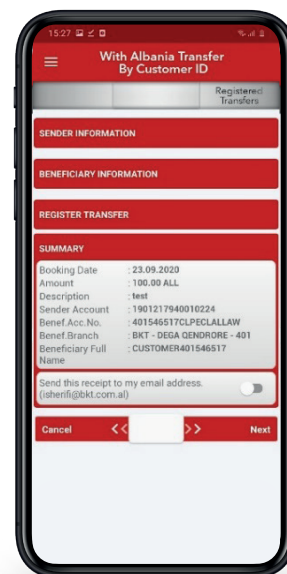 15:27
With Albania Transfer
By Customer ID
Registered
Transfers
SENDER INFORMATION
BENEFICIARY INFORMATION
REGISTER TRANSFER
SUMMARY
Booking Date : 23.09.2020
Amount : 100.00 ALL
Description : test
Sender Account : 1901217940010224
Benef.Acc.No. : 401546517CLPECLALLAW
Benef.Branch : BKT - DEGA QENDRORE - 401
Beneficiary Full : CUSTOMER401546517
Name
Send this receipt to my email address.
(isherifi@bkt.com.al)
Cancel << >> Next